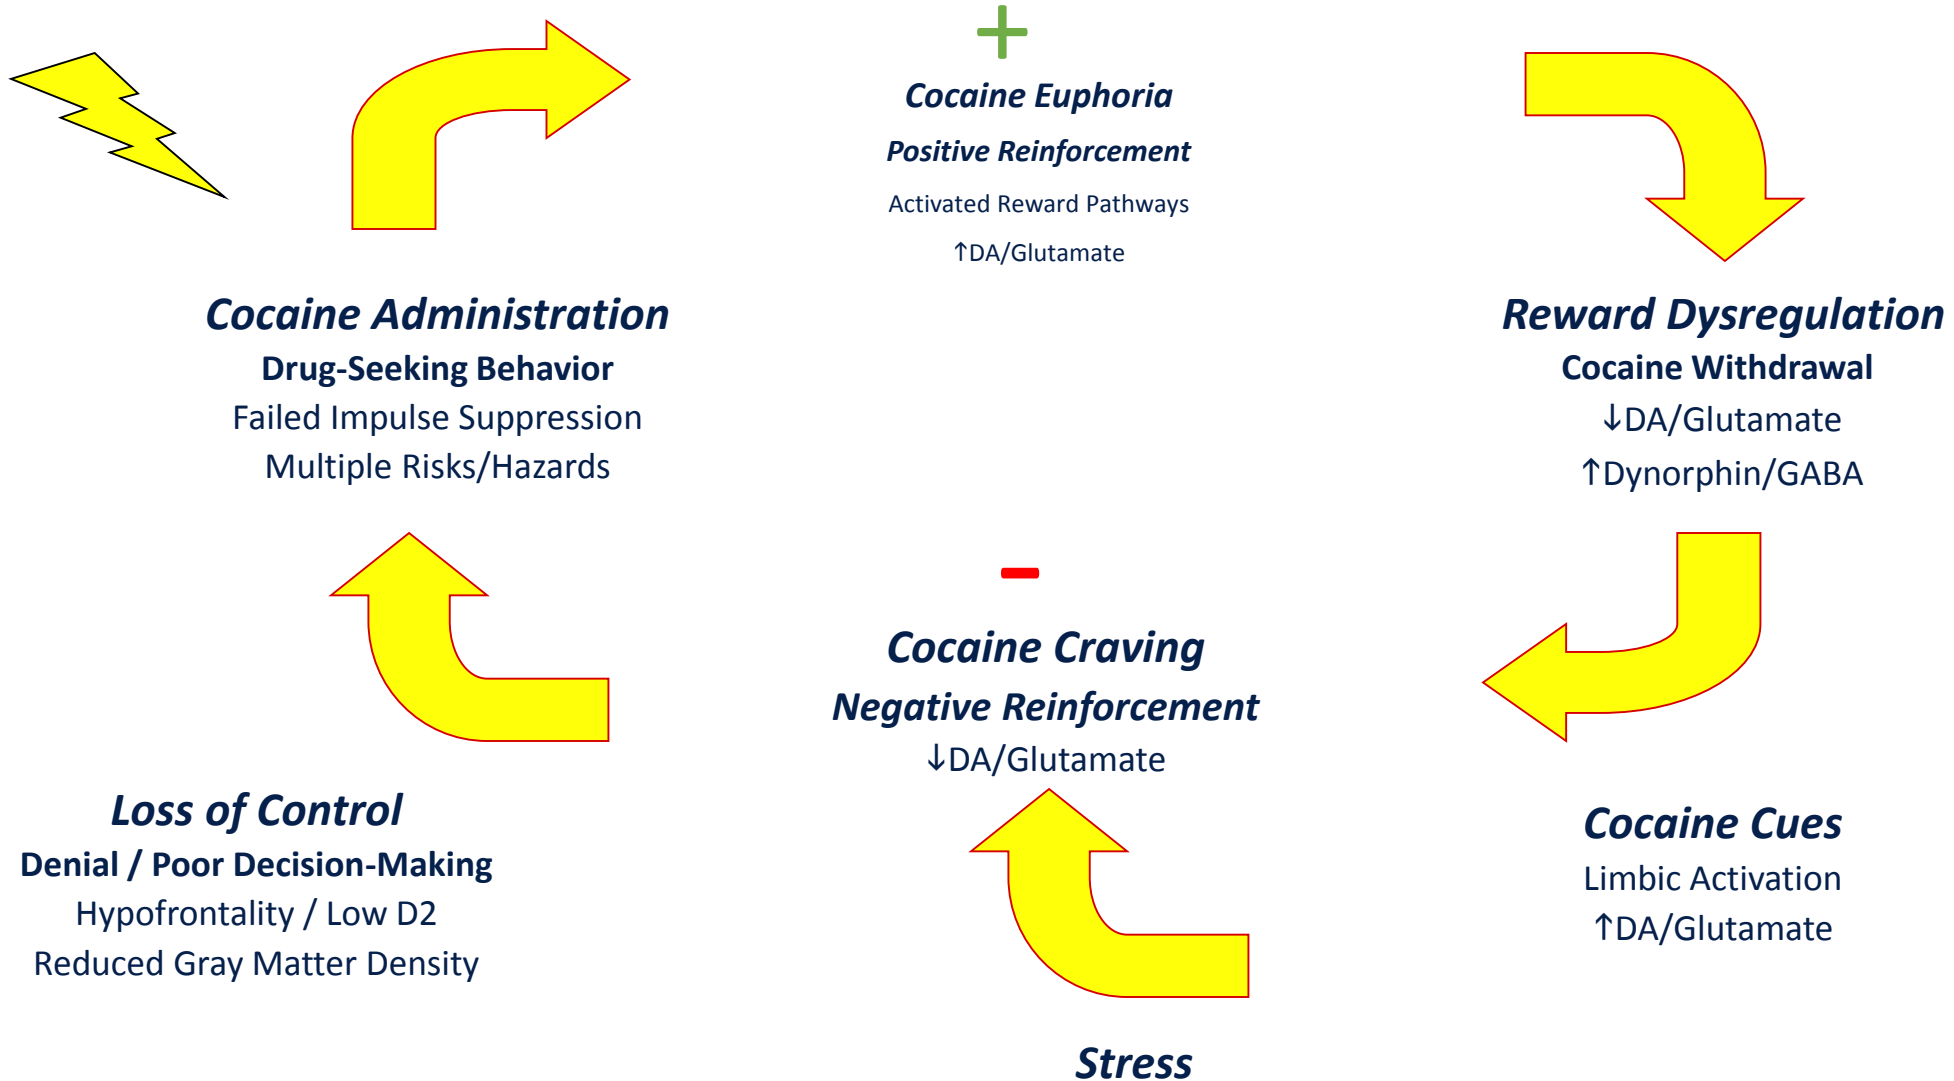 +
Cocaine Euphoria
Positive Reinforcement
Activated Reward Pathways
↑DA/Glutamate
Cocaine Administration
Drug-Seeking Behavior
Failed Impulse Suppression
Multiple Risks/Hazards
Reward Dysregulation
Cocaine Withdrawal
↓DA/Glutamate
↑Dynorphin/GABA
-
Cocaine Craving
Negative Reinforcement
↓DA/Glutamate
Loss of Control
Denial / Poor Decision-Making
Hypofrontality / Low D2
Reduced Gray Matter Density
Cocaine Cues
Limbic Activation
↑DA/Glutamate
Stress